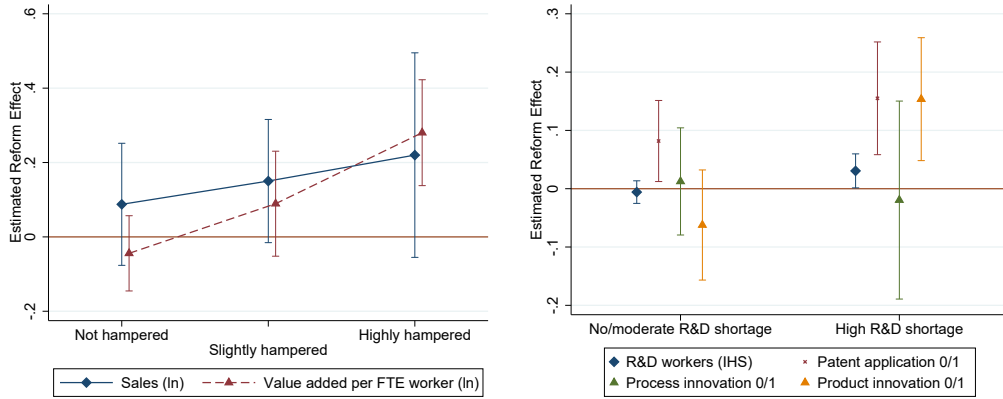 Estimated Reform Effect
.6
.4
.2
0
-.2
Not hampered
Slightly hampered
Highly hampered
Sales (ln)
Value added per FTE worker (ln)
Estimated Reform Effect
.3
.2
.1
0
-.1
-.2
No/moderate R&D shortage
High R&D shortage
R&D workers (IHS)
Patent application 0/1
Process innovation 0/1
Product innovation 0/1